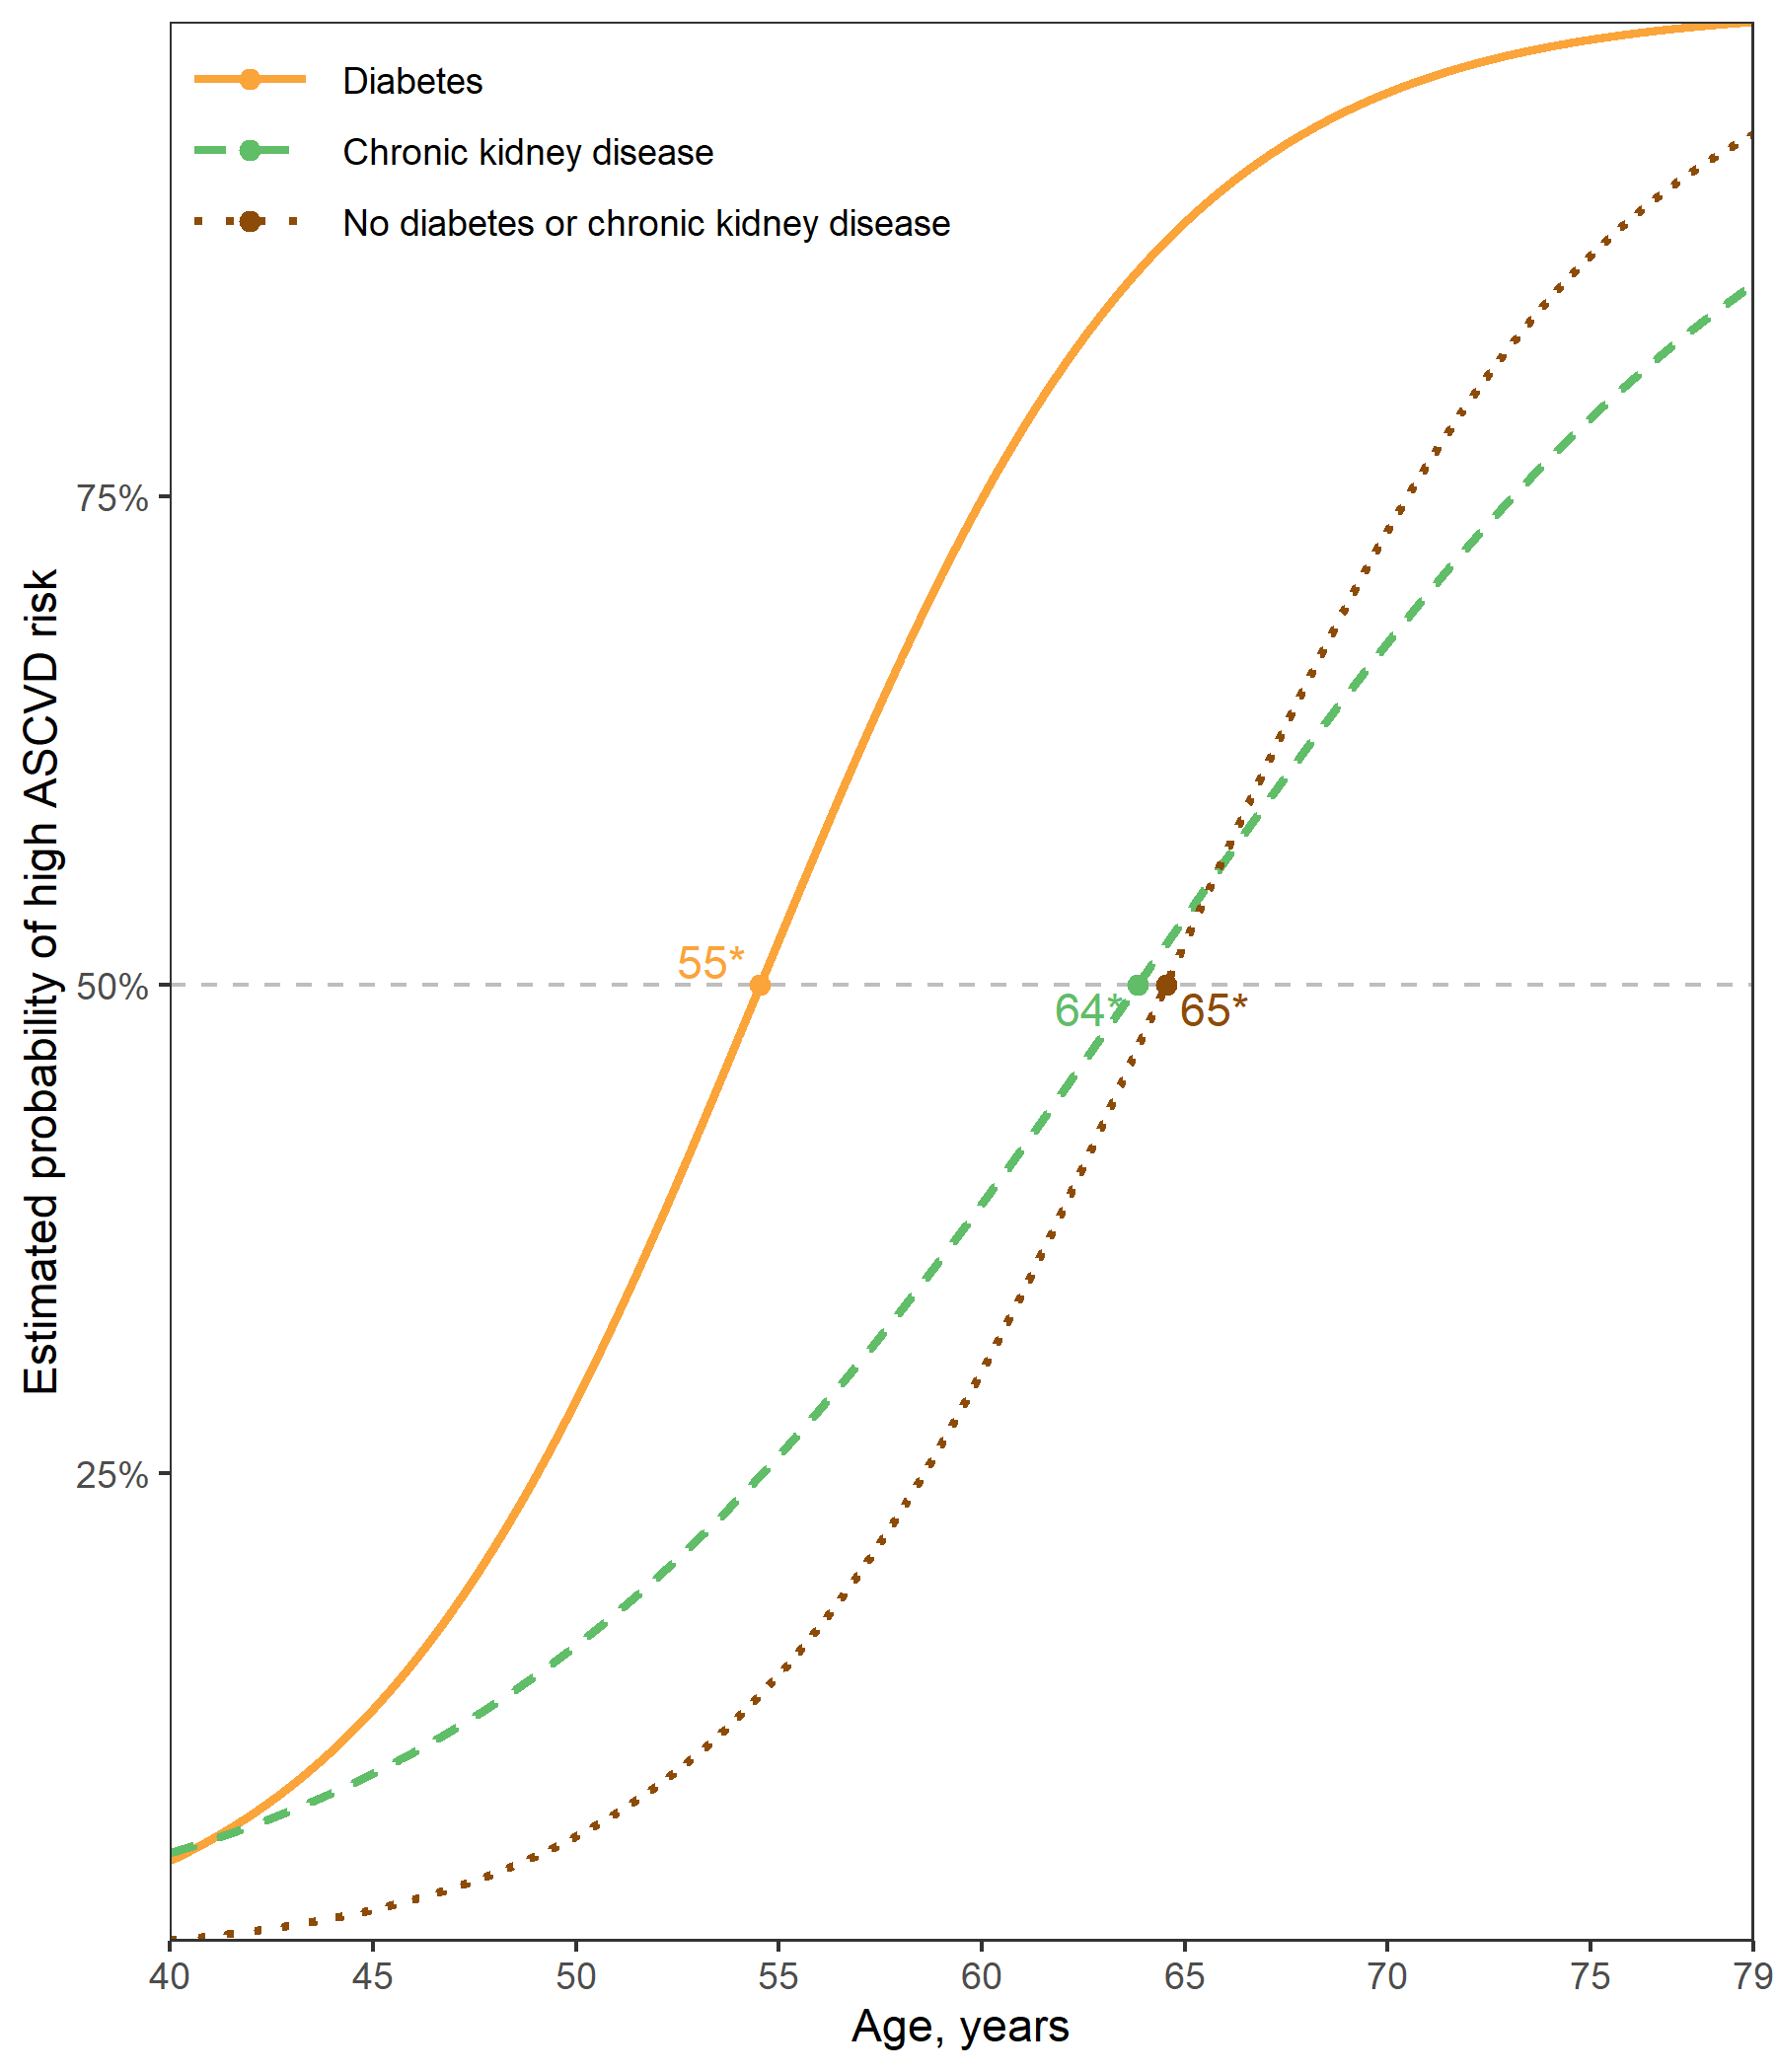 Diabetes
Chronic kidney disease
No diabetes or chronic kidney disease
Estimated probability of high ASCVD risk
75%
50%
25%
55*
64*
65*
40 45 50 55 60 65 70 75 79
Age, years